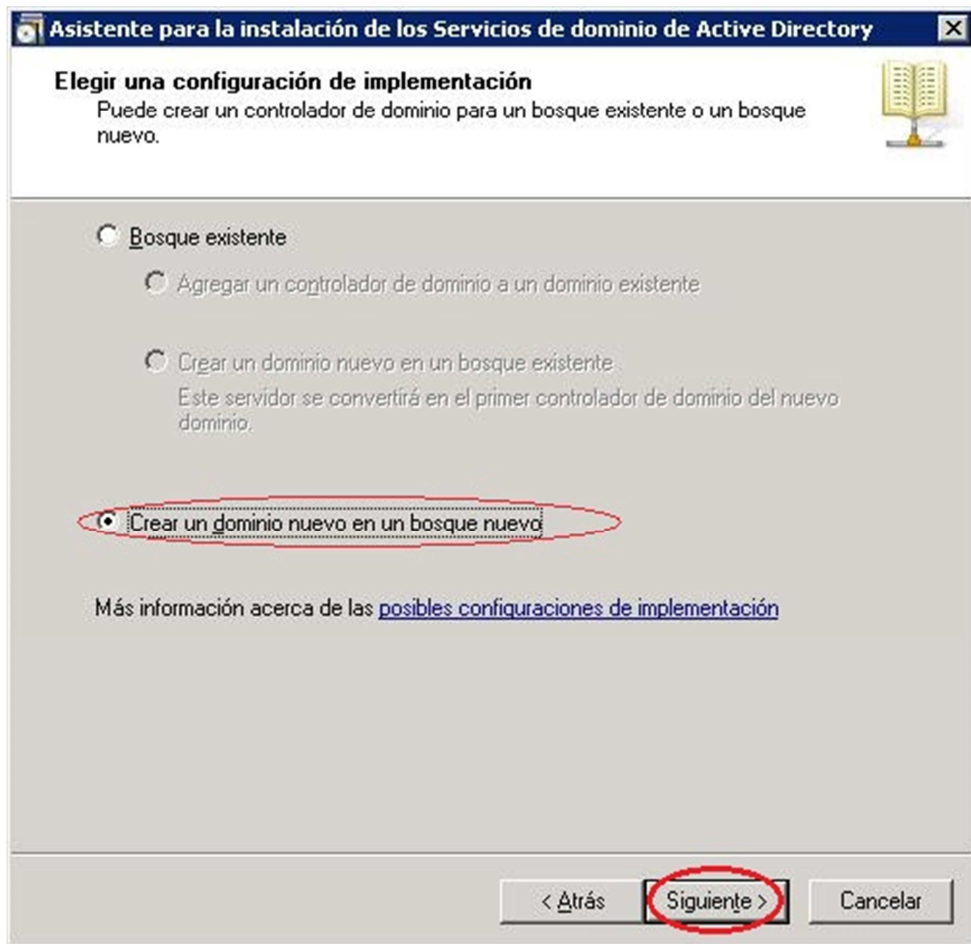 Asistente para la instalación de los Servicios de dominio de Active Directory
Elegir una configuración de implementación
Puede crear un controlador de dominio para un bosque existente o un bosque
nuevo.
Bosque existente
Agregar un controlador de dominio a un dominio existente
Crear un dominio nuevo en un bosque existente
Este servidor se convertirá en el primer controlador de dominio del nuevo
dominio.
Crear un dominio nuevo en un bosque nuevo
Más información acerca de las posibles configuraciones de implementación
< Atrás
Siguiente >
Cancelar